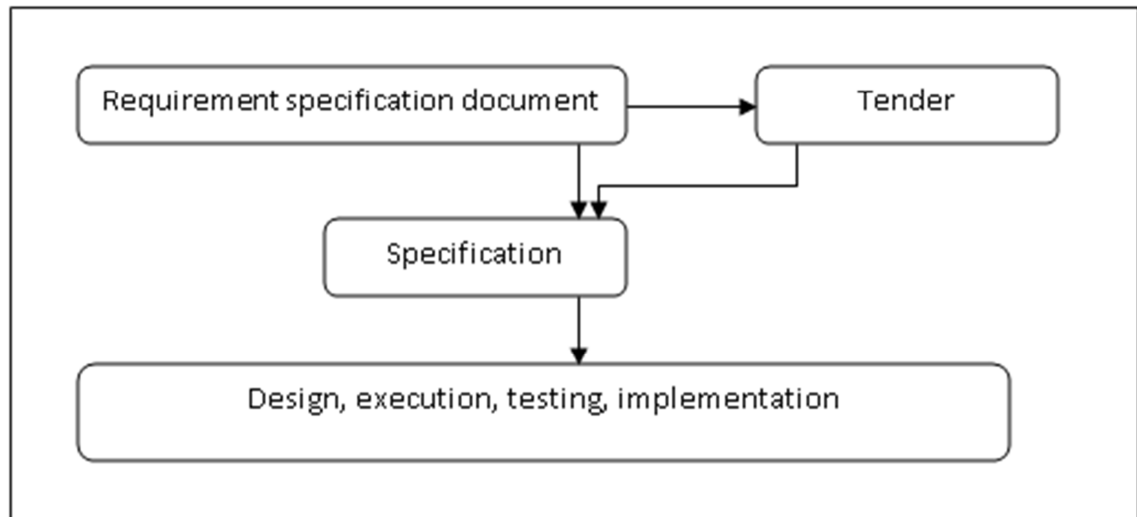 Requirement specification document
Tender
Specification
Design, execution, testing, implementation